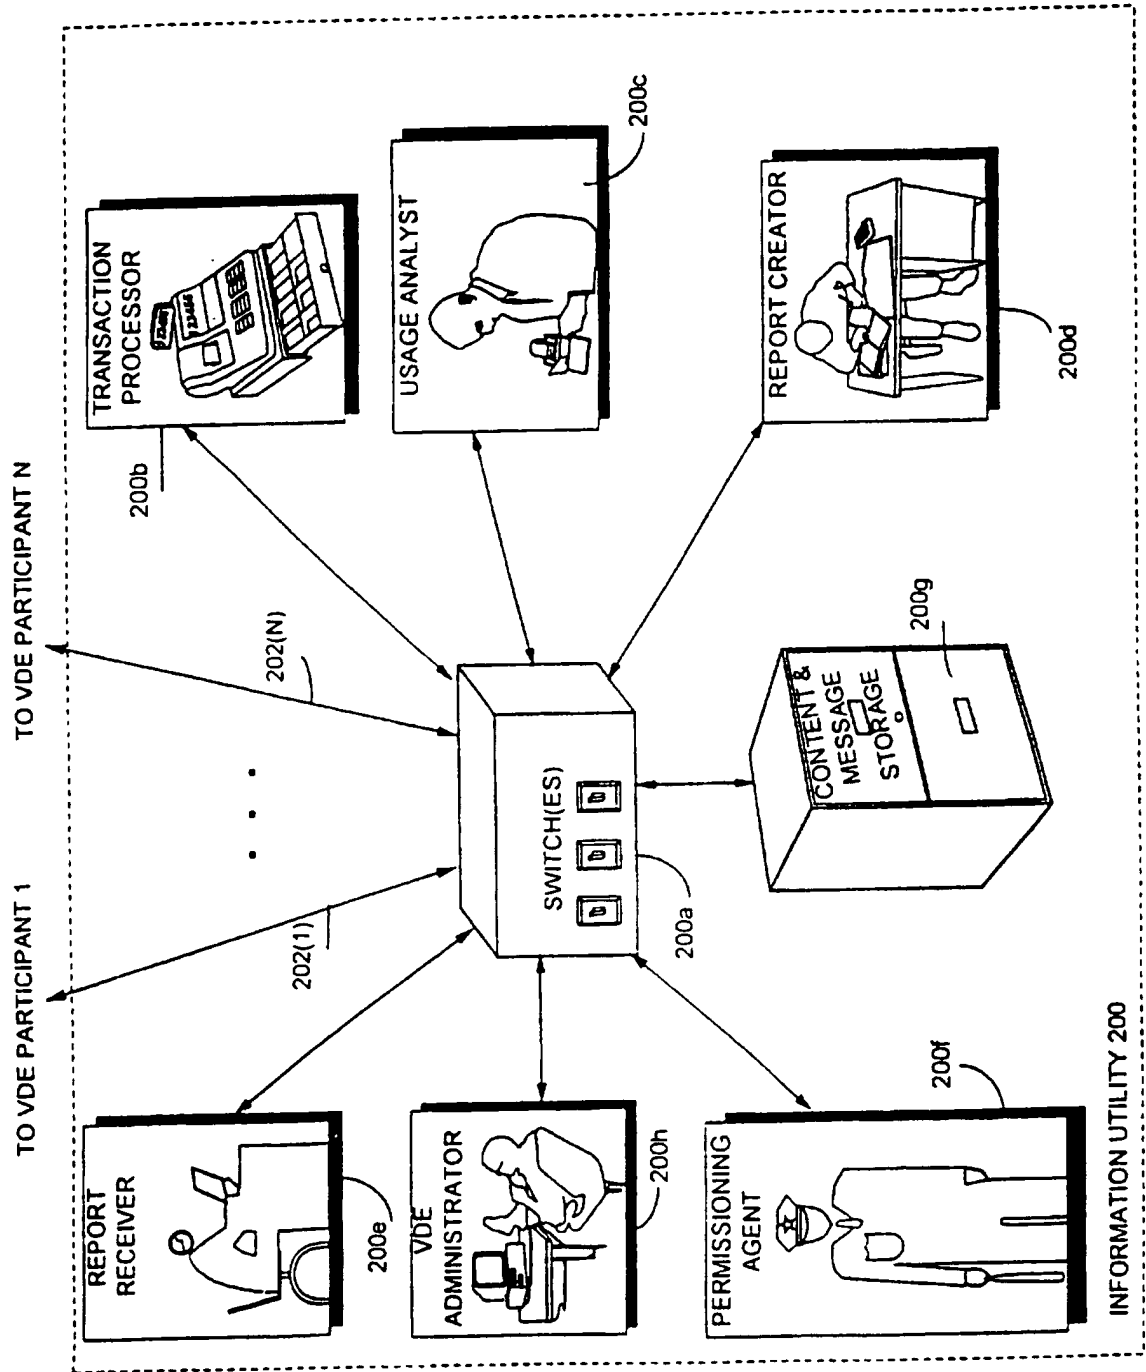 TO VDE PARTICIPANT 1
TO VDE PARTICIPANT N
202(1)
202(N)
REPORT
RECEIVER
200e
TRANSACTION
PROCESSOR
200b
VDE
ADMINISTRATOR
200h
SWITCH(ES)
200a
USAGE ANALYST
200c
PERMISSIONING
AGENT
200f
CONTENT &
MESSAGE
STORAGE
200g
REPORT CREATOR
200d
INFORMATION UTILITY 200